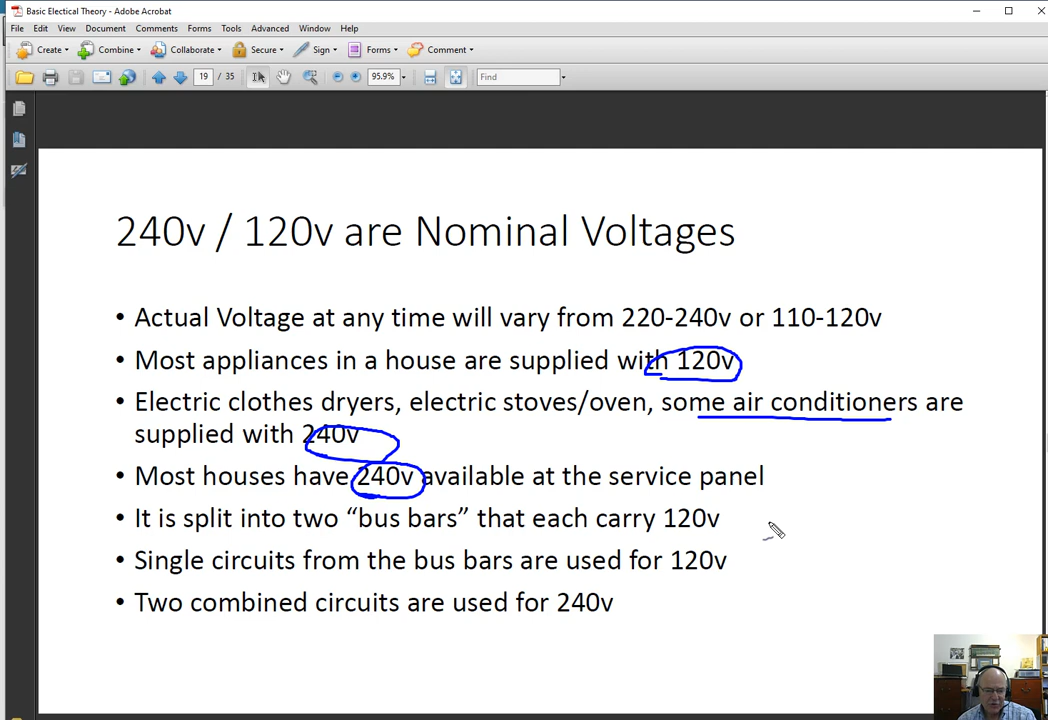 Basic Electical Theory - Adobe Acrobat
File Edit View Document Comments Forms Tools Advanced Window Help
Create Combine Collaborate Secure Sign Forms Comment
19 / 35 95.9% Find
240v / 120v are Nominal Voltages
• Actual Voltage at any time will vary from 220-240v or 110-120v
• Most appliances in a house are supplied with 120v
• Electric clothes dryers, electric stoves/oven, some air conditioners are
supplied with 240v
• Most houses have 240v available at the service panel
• It is split into two “bus bars” that each carry 120v
• Single circuits from the bus bars are used for 120v
• Two combined circuits are used for 240v